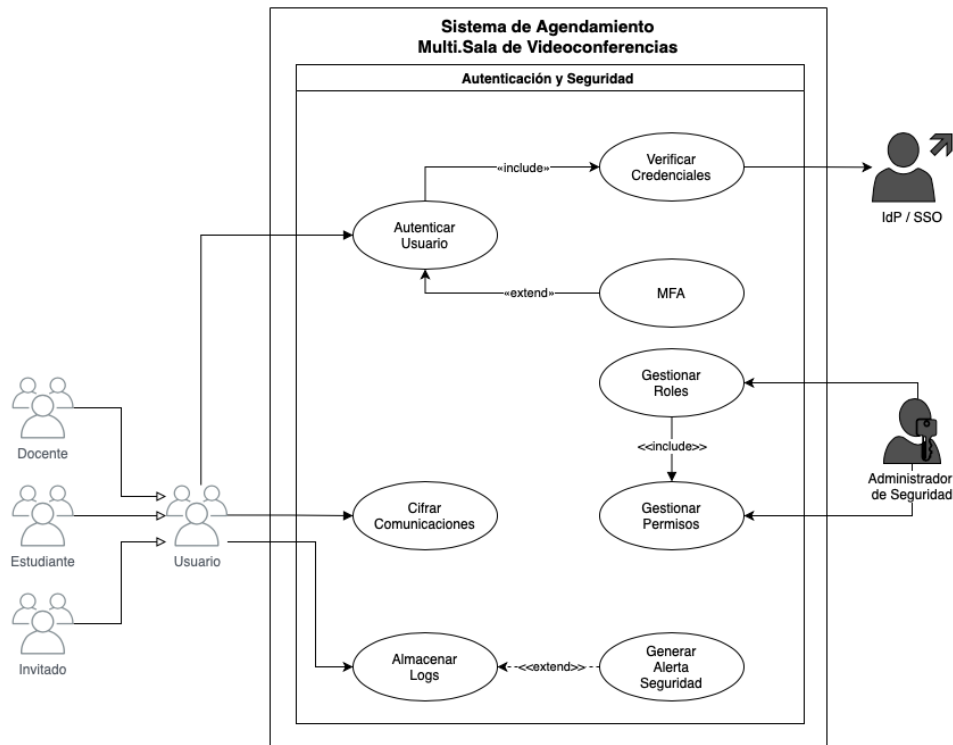 Sistema de Agendamiento
Multi.Sala de Videoconferencias
Autenticación y Seguridad
Verificar
Credenciales
«include»
IdP / SSO
Autenticar
Usuario
«extend»
MFA
Gestionar
Roles
Docente
<<include>>
Administrador
de Seguridad
Cifrar
Comunicaciones
Gestionar
Permisos
Estudiante
Usuario
Invitado
Almacenar
Logs
<<extend>>
Generar
Alerta
Seguridad